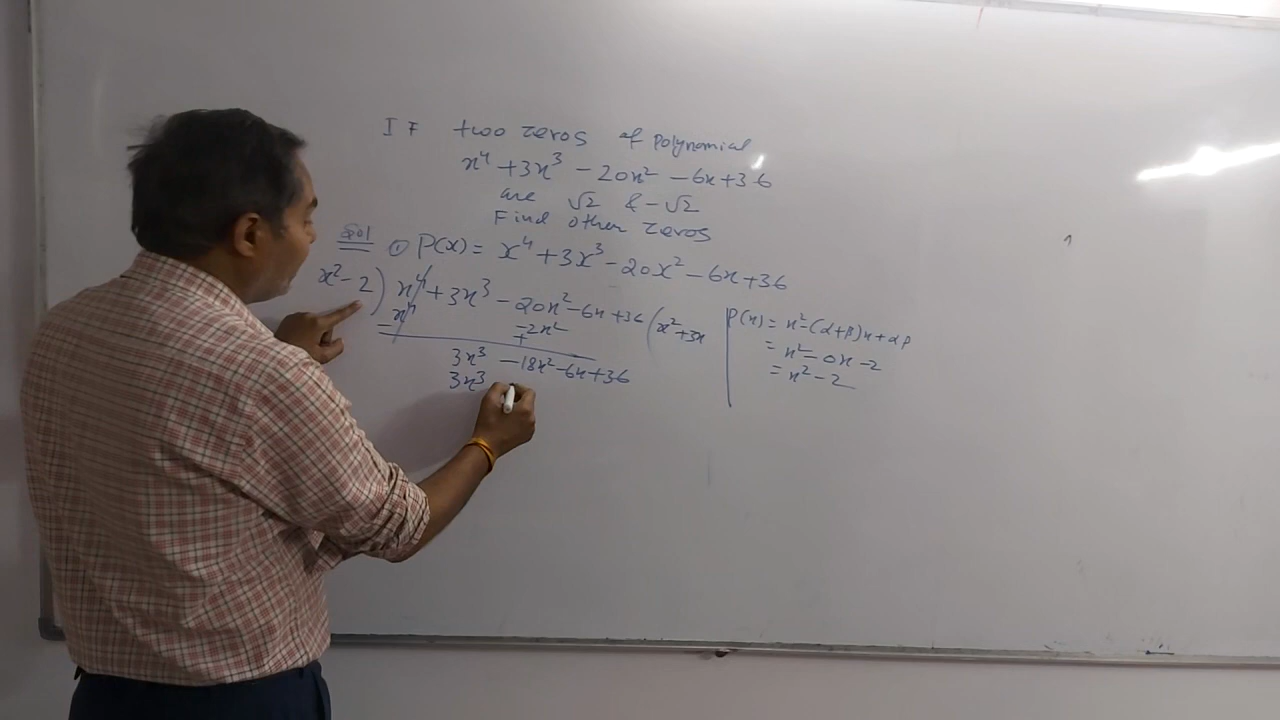 IF two zeros of polynomial
x⁴ + 3x³ - 20x² - 6x + 36
are √2 & -√2
Find other zeros
Sol ① P(x) = x⁴ + 3x³ - 20x² - 6x + 36
x² - 2 ) x⁴ + 3x³ - 20x² - 6x + 36 ( x² + 3x
x⁴ - 2x²
- +
3x³ - 18x² - 6x + 36
3x³
P(x) = x² - (α+β)x + αβ
= x² - 0x - 2
= x² - 2